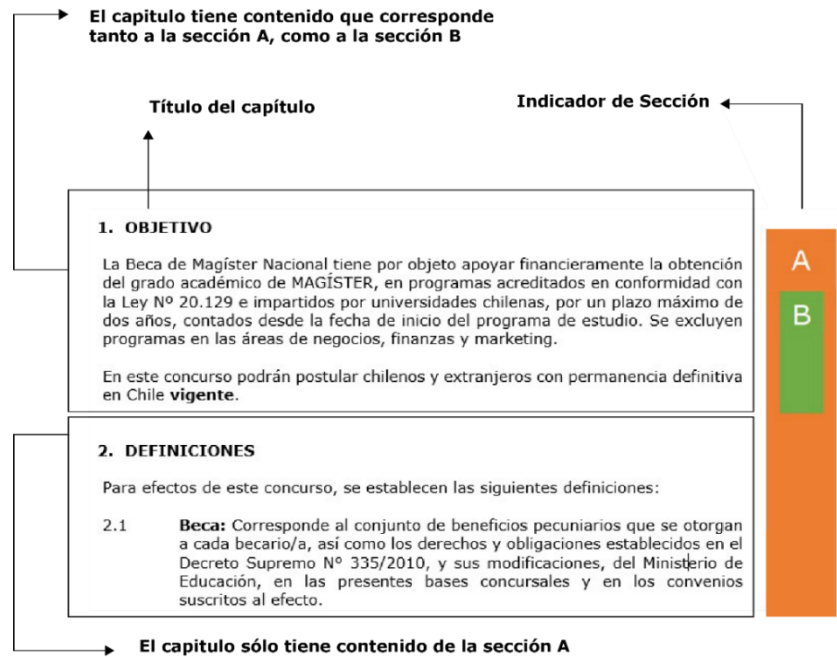 El capitulo tiene contenido que corresponde
tanto a la sección A, como a la sección B
Título del capítulo
Indicador de Sección
1. OBJETIVO
La Beca de Magíster Nacional tiene por objeto apoyar financieramente la obtención
del grado académico de MAGÍSTER, en programas acreditados en conformidad con
la Ley Nº 20.129 e impartidos por universidades chilenas, por un plazo máximo de
dos años, contados desde la fecha de inicio del programa de estudio. Se excluyen
programas en las áreas de negocios, finanzas y marketing.
En este concurso podrán postular chilenos y extranjeros con permanencia definitiva
en Chile vigente.
A
B
2. DEFINICIONES
Para efectos de este concurso, se establecen las siguientes definiciones:
2.1 Beca: Corresponde al conjunto de beneficios pecuniarios que se otorgan
a cada becario/a, así como los derechos y obligaciones establecidos en el
Decreto Supremo Nº 335/2010, y sus modificaciones, del Ministerio de
Educación, en las presentes bases concursales y en los convenios
suscritos al efecto.
El capitulo sólo tiene contenido de la sección A